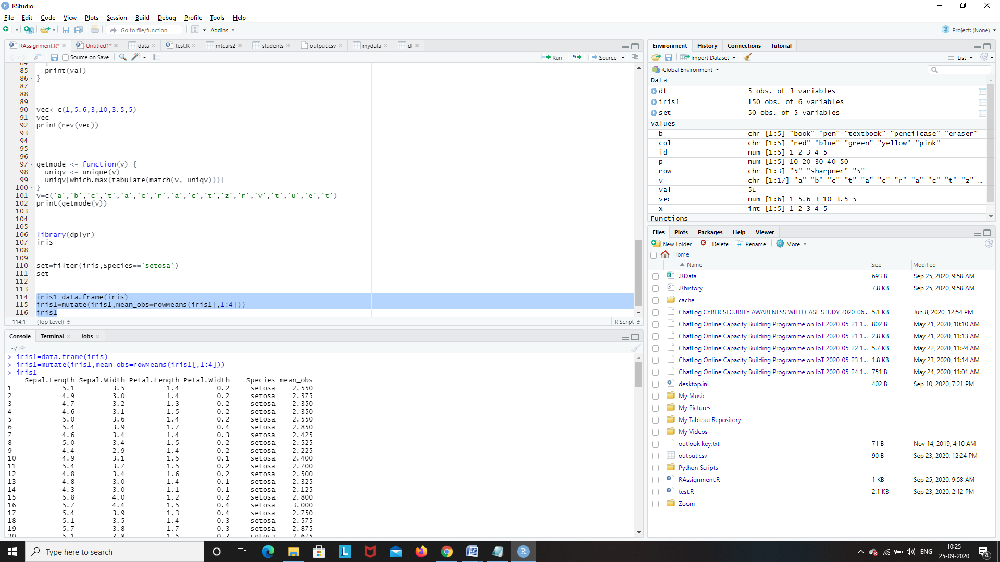 RStudio
File Edit Code View Plots Session Build Debug Profile Tools Help
Go to file/function Addins Project: (None)
RAssignment.R* Untitled1* data test.R mtcars2 students output.csv mydata df
Source on Save Run Source
84 }
85 print(val)
86 }
87
88
89
90 vec<-c(1,5.6,3,10,3.5,5)
91 vec
92 print(rev(vec))
93
94
95
96
97 getmode <- function(v) {
98 uniqv <- unique(v)
99 uniqv[which.max(tabulate(match(v, uniqv)))]
100 }
101 v=c('a','b','c','t','a','c','r','a','c','t','z','r','v','t','u','e','t')
102 print(getmode(v))
103
104
105
106 library(dplyr)
107 iris
108
109
110 set=filter(iris,Species=='setosa')
111 set
112
113
114 iris1=data.frame(iris)
115 iris1=mutate(iris1,mean_obs=rowMeans(iris1[,1:4]))
116 iris1
114:1 (Top Level) R Script
Console Terminal Jobs
~/
> iris1=data.frame(iris)
> iris1=mutate(iris1,mean_obs=rowMeans(iris1[,1:4]))
> iris1
Sepal.Length Sepal.Width Petal.Length Petal.Width Species mean_obs
1 5.1 3.5 1.4 0.2 setosa 2.550
2 4.9 3.0 1.4 0.2 setosa 2.375
3 4.7 3.2 1.3 0.2 setosa 2.350
4 4.6 3.1 1.5 0.2 setosa 2.350
5 5.0 3.6 1.4 0.2 setosa 2.550
6 5.4 3.9 1.7 0.4 setosa 2.850
7 4.6 3.4 1.4 0.3 setosa 2.425
8 5.0 3.4 1.5 0.2 setosa 2.525
9 4.4 2.9 1.4 0.2 setosa 2.225
10 4.9 3.1 1.5 0.1 setosa 2.400
11 5.4 3.7 1.5 0.2 setosa 2.700
12 4.8 3.4 1.6 0.2 setosa 2.500
13 4.8 3.0 1.4 0.1 setosa 2.325
14 4.3 3.0 1.1 0.1 setosa 2.125
15 5.8 4.0 1.2 0.2 setosa 2.800
16 5.7 4.4 1.5 0.4 setosa 3.000
17 5.4 3.9 1.3 0.4 setosa 2.750
18 5.1 3.5 1.4 0.3 setosa 2.575
19 5.7 3.8 1.7 0.3 setosa 2.875
20 5.1 3.8 1.5 0.3 setosa 2.675
Environment History Connections Tutorial
Import Dataset List
Global Environment
Data
df 5 obs. of 3 variables
iris1 150 obs. of 6 variables
set 50 obs. of 5 variables
Values
b chr [1:5] "book" "pen" "textbook" "pencilcase" "eraser"
col chr [1:5] "red" "blue" "green" "yellow" "pink"
id num [1:5] 1 2 3 4 5
p num [1:5] 10 20 30 40 50
row chr [1:3] "5" "sharpner" "5"
v chr [1:17] "a" "b" "c" "t" "a" "c" "r" "a" "c" "t" "z" …
val 5L
vec num [1:6] 1 5.6 3 10 3.5 5
x int [1:5] 1 2 3 4 5
Functions
Files Plots Packages Help Viewer
New Folder Delete Rename More
Home ...
Name Size Modified
.RData 693 B Sep 25, 2020, 9:58 AM
.Rhistory 7.8 KB Sep 25, 2020, 9:58 AM
cache
ChatLog CYBER SECURITY AWARENESS WITH CASE STUDY 2020_06... 5.1 KB Jun 8, 2020, 12:54 PM
ChatLog Online Capacity Building Programme on IoT 2020_05_21 1... 802 B May 21, 2020, 10:10 AM
ChatLog Online Capacity Building Programme on IoT 2020_05_21 1... 2.8 KB May 21, 2020, 11:13 AM
ChatLog Online Capacity Building Programme on IoT 2020_05_22 1... 5.7 KB May 22, 2020, 11:24 AM
ChatLog Online Capacity Building Programme on IoT 2020_05_23 1... 1.8 KB May 23, 2020, 11:14 AM
ChatLog Online Capacity Building Programme on IoT 2020_05_24 1... 751 B May 24, 2020, 11:01 AM
desktop.ini 402 B Sep 10, 2020, 7:21 PM
My Music
My Pictures
My Tableau Repository
My Videos
outlook key.txt 71 B Nov 14, 2019, 4:10 AM
output.csv 90 B Sep 23, 2020, 12:24 PM
Python Scripts
RAssignment.R 1 KB Sep 25, 2020, 9:58 AM
test.R 2.1 KB Sep 23, 2020, 2:12 PM
Zoom
Type here to search
ENG
10:25
25-09-2020
4